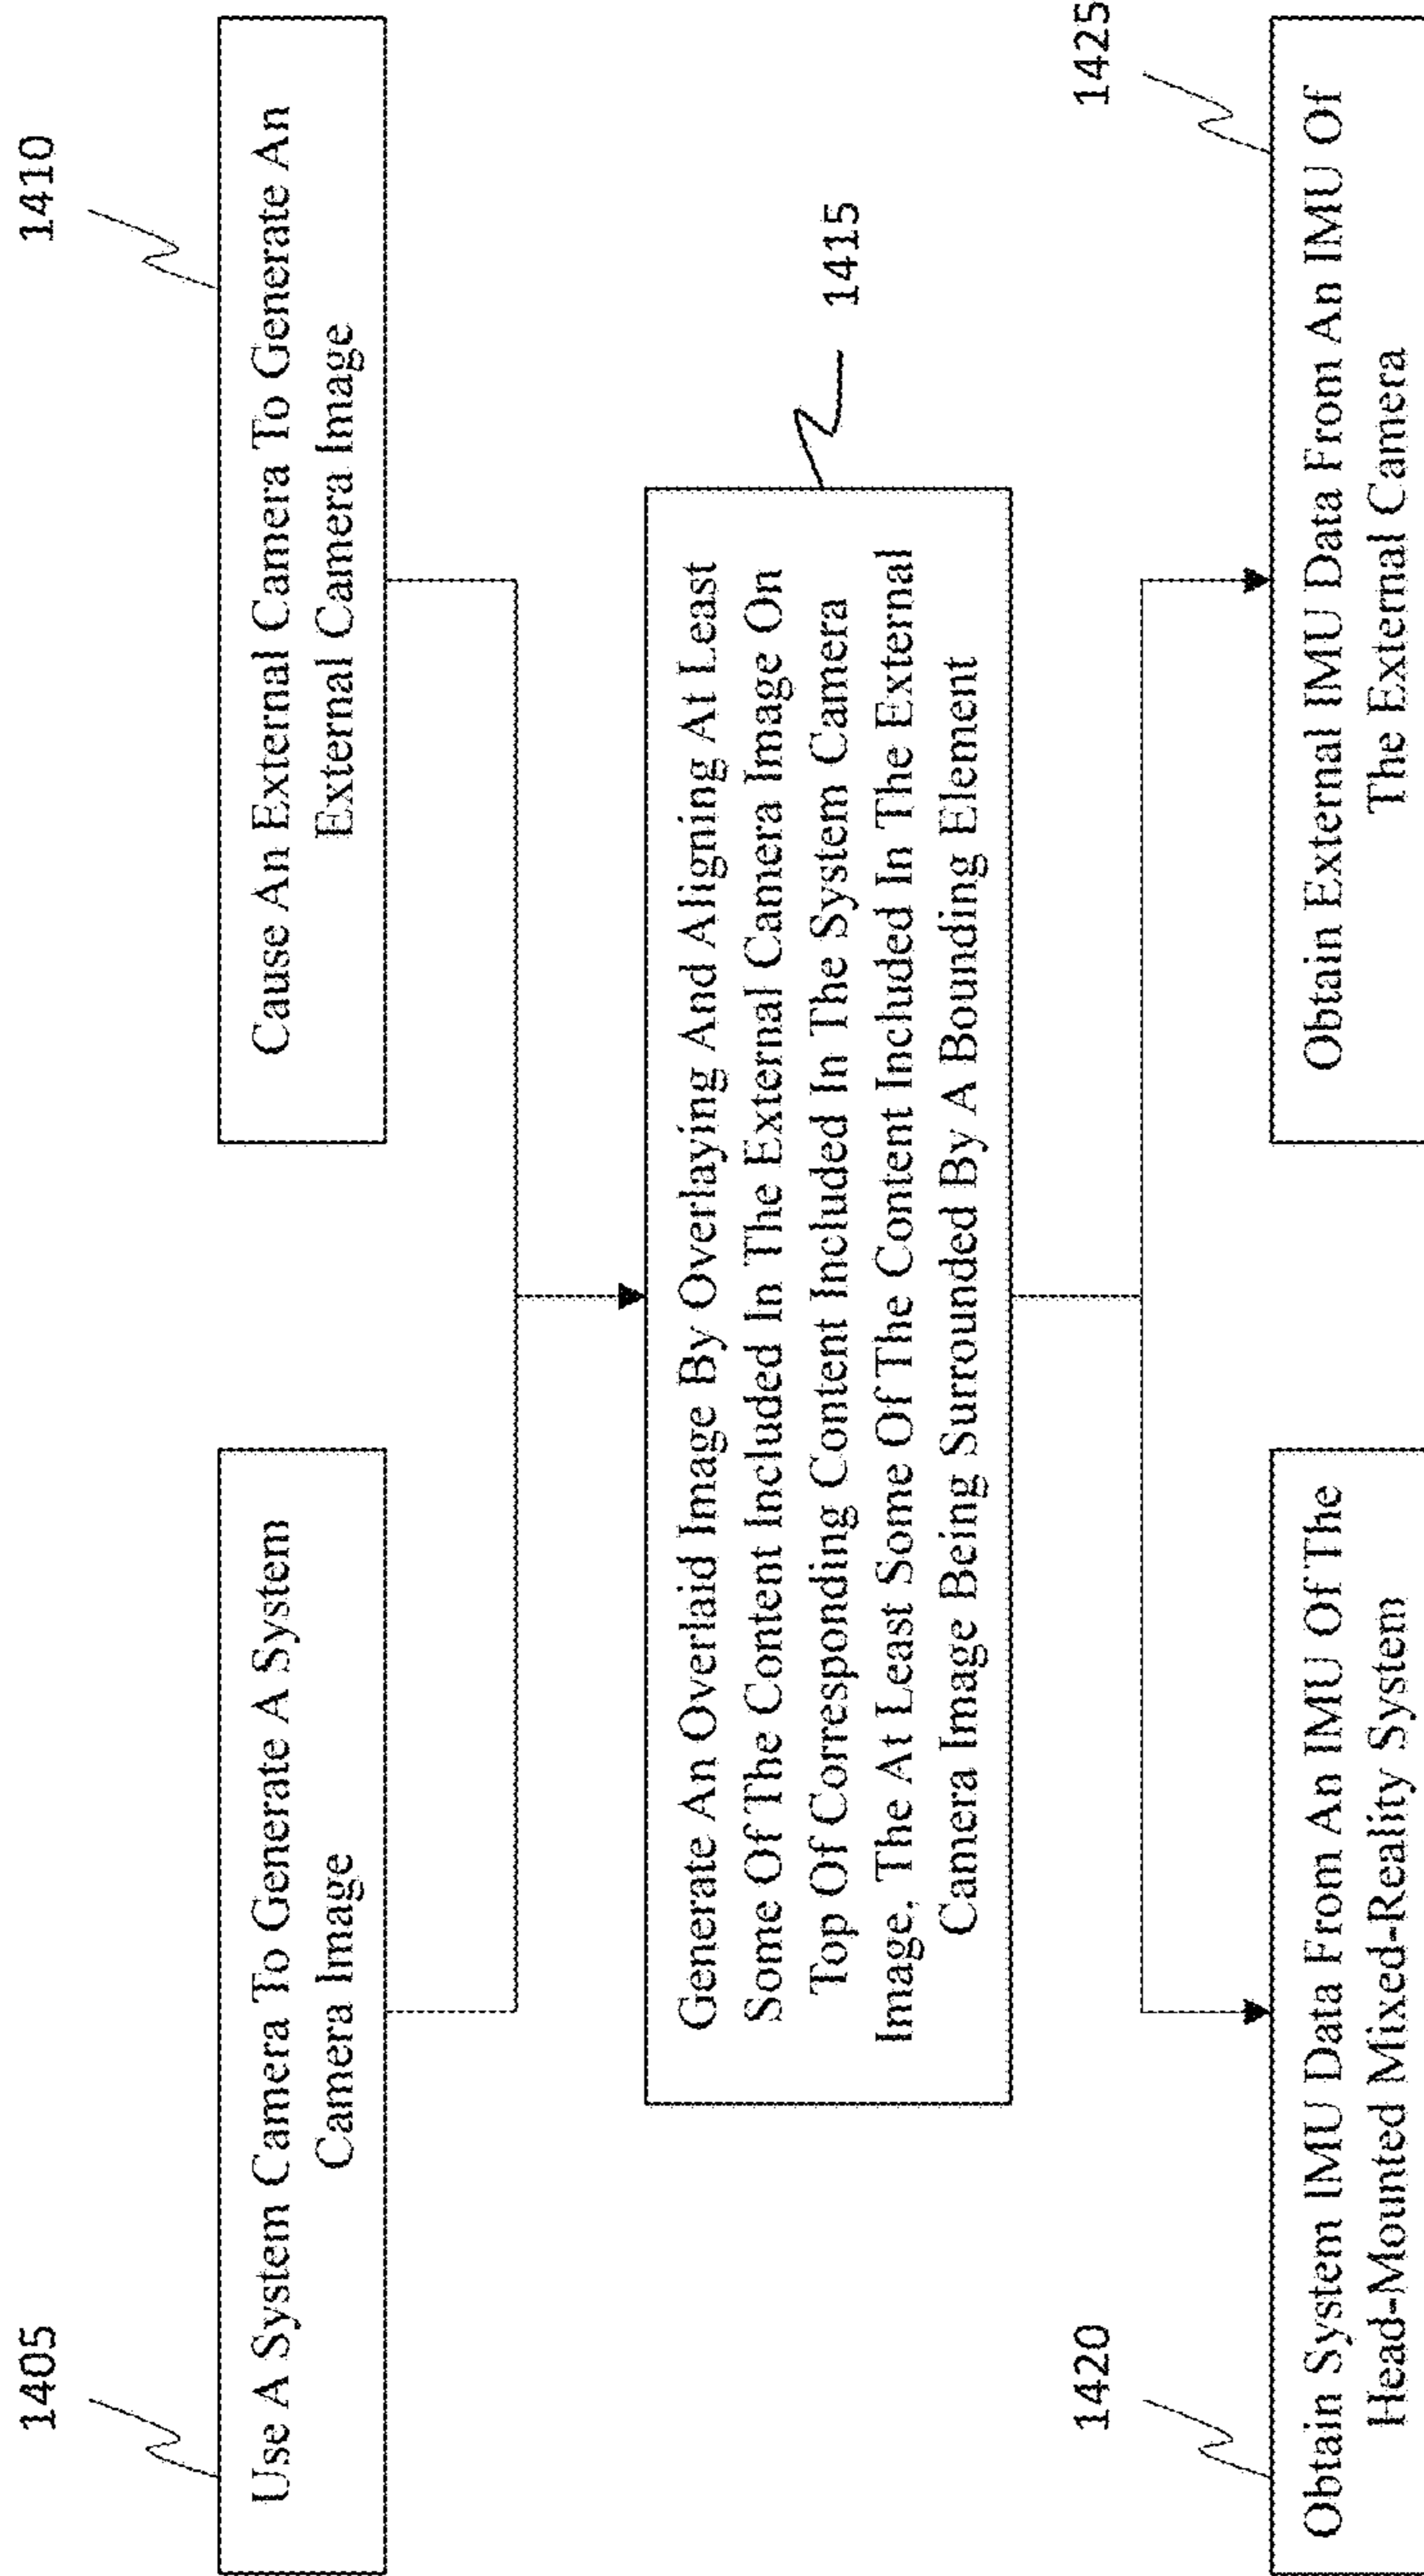 1405
Use A System Camera To Generate A System
Camera Image
1410
Cause An External Camera To Generate An
External Camera Image
1415
Generate An Overlaid Image By Overlaying And Aligning At Least
Some Of The Content Included In The External Camera Image On
Top Of Corresponding Content Included In The System Camera
Image, The At Least Some Of The Content Included In The External
Camera Image Being Surrounded By A Bounding Element
1420
Obtain System IMU Data From An IMU Of The
Head-Mounted Mixed-Reality System
1425
Obtain External IMU Data From An IMU Of
The External Camera